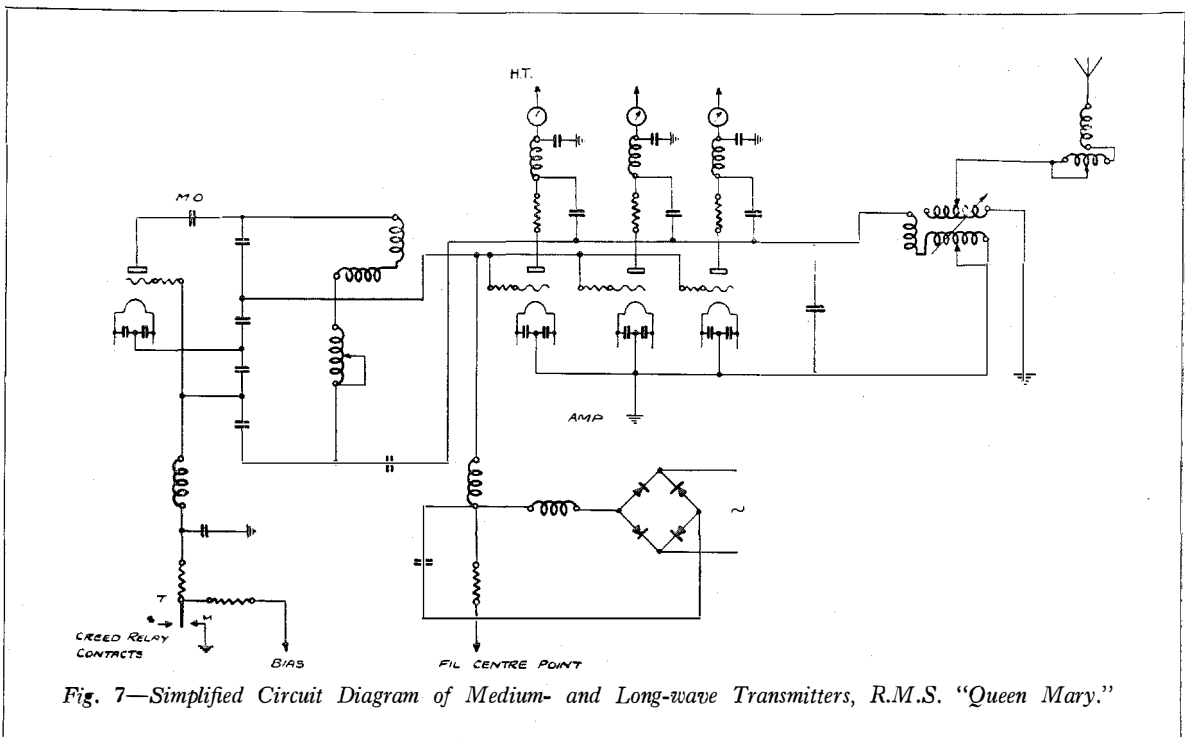 H.T.
MO
AMP
~
T
M
CREED RELAY
CONTACTS
BIAS
FIL CENTRE POINT
Fig. 7—Simplified Circuit Diagram of Medium- and Long-wave Transmitters, R.M.S. "Queen Mary."